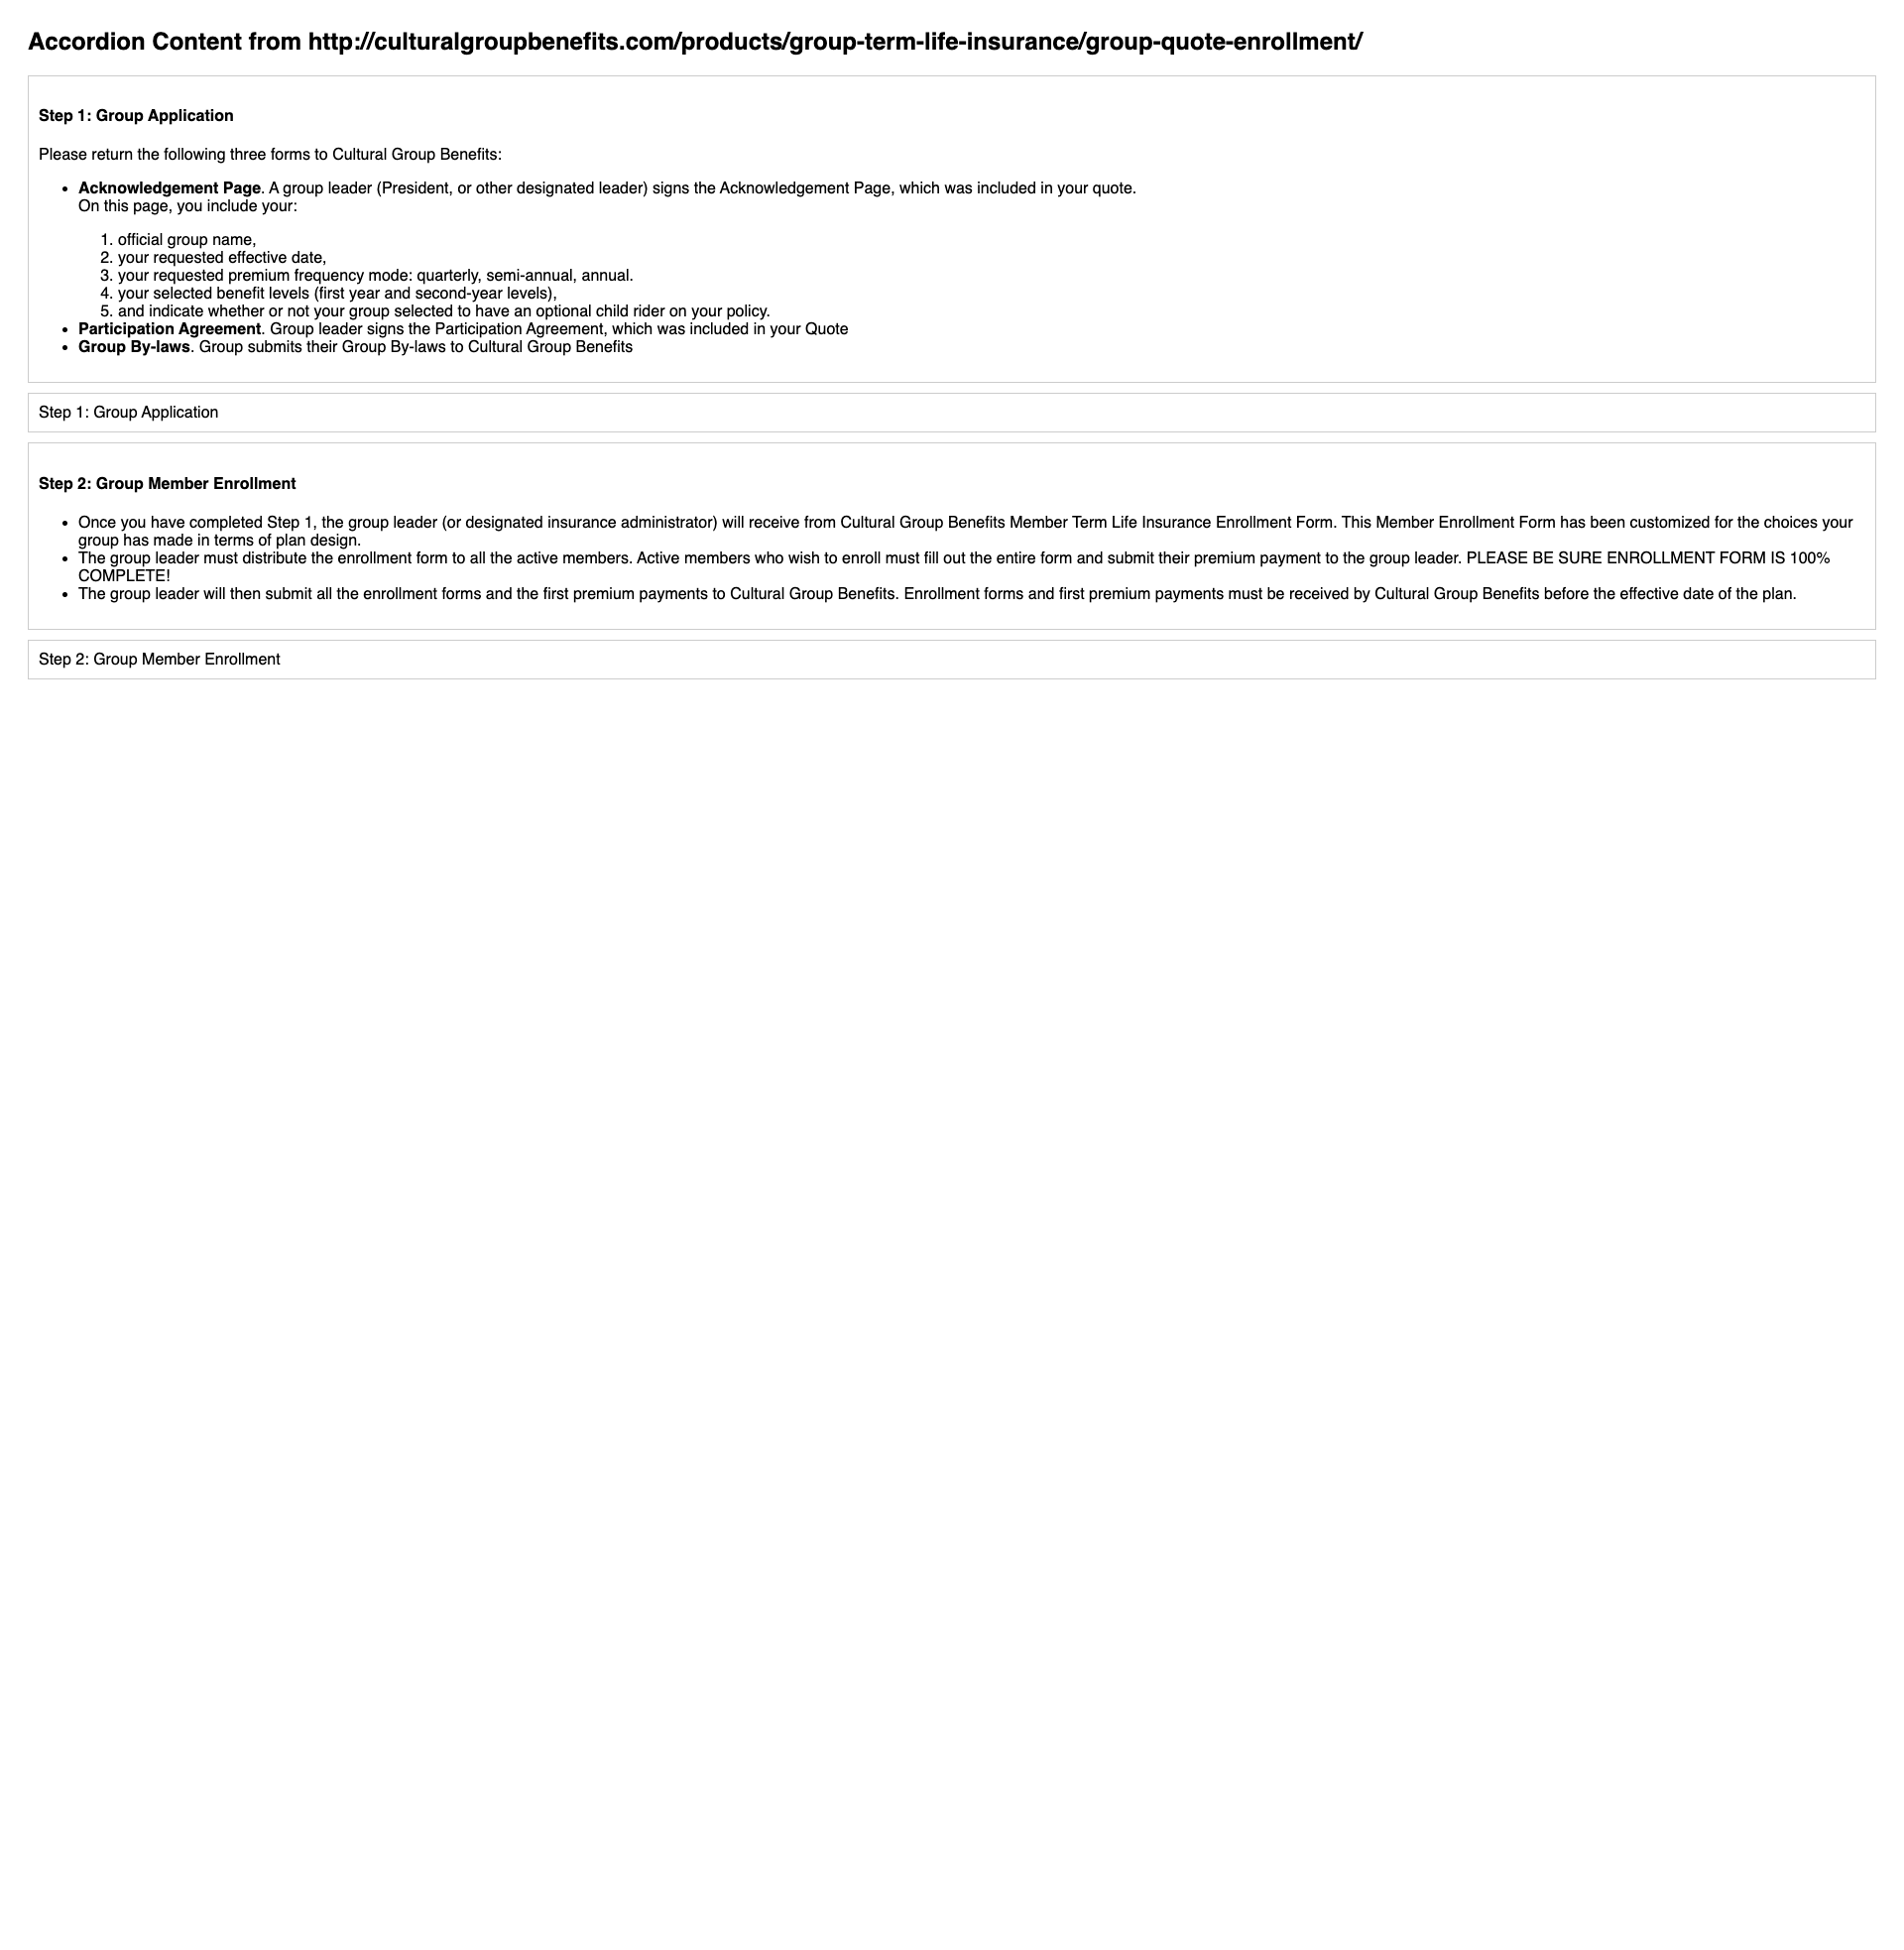 Accordion Content from http://culturalgroupbenefits.com/products/group-term-life-insurance/group-quote-enrollment/
Step 1: Group Application
Please return the following three forms to Cultural Group Benefits:
• Acknowledgement Page. A group leader (President, or other designated leader) signs the Acknowledgement Page, which was included in your quote.
On this page, you include your:
1. official group name,
2. your requested effective date,
3. your requested premium frequency mode: quarterly, semi-annual, annual.
4. your selected benefit levels (first year and second-year levels),
5. and indicate whether or not your group selected to have an optional child rider on your policy.
• Participation Agreement. Group leader signs the Participation Agreement, which was included in your Quote
• Group By-laws. Group submits their Group By-laws to Cultural Group Benefits
Step 1: Group Application
Step 2: Group Member Enrollment
• Once you have completed Step 1, the group leader (or designated insurance administrator) will receive from Cultural Group Benefits Member Term Life Insurance Enrollment Form. This Member Enrollment Form has been customized for the choices your
group has made in terms of plan design.
• The group leader must distribute the enrollment form to all the active members. Active members who wish to enroll must fill out the entire form and submit their premium payment to the group leader. PLEASE BE SURE ENROLLMENT FORM IS 100%
COMPLETE!
• The group leader will then submit all the enrollment forms and the first premium payments to Cultural Group Benefits. Enrollment forms and first premium payments must be received by Cultural Group Benefits before the effective date of the plan.
Step 2: Group Member Enrollment